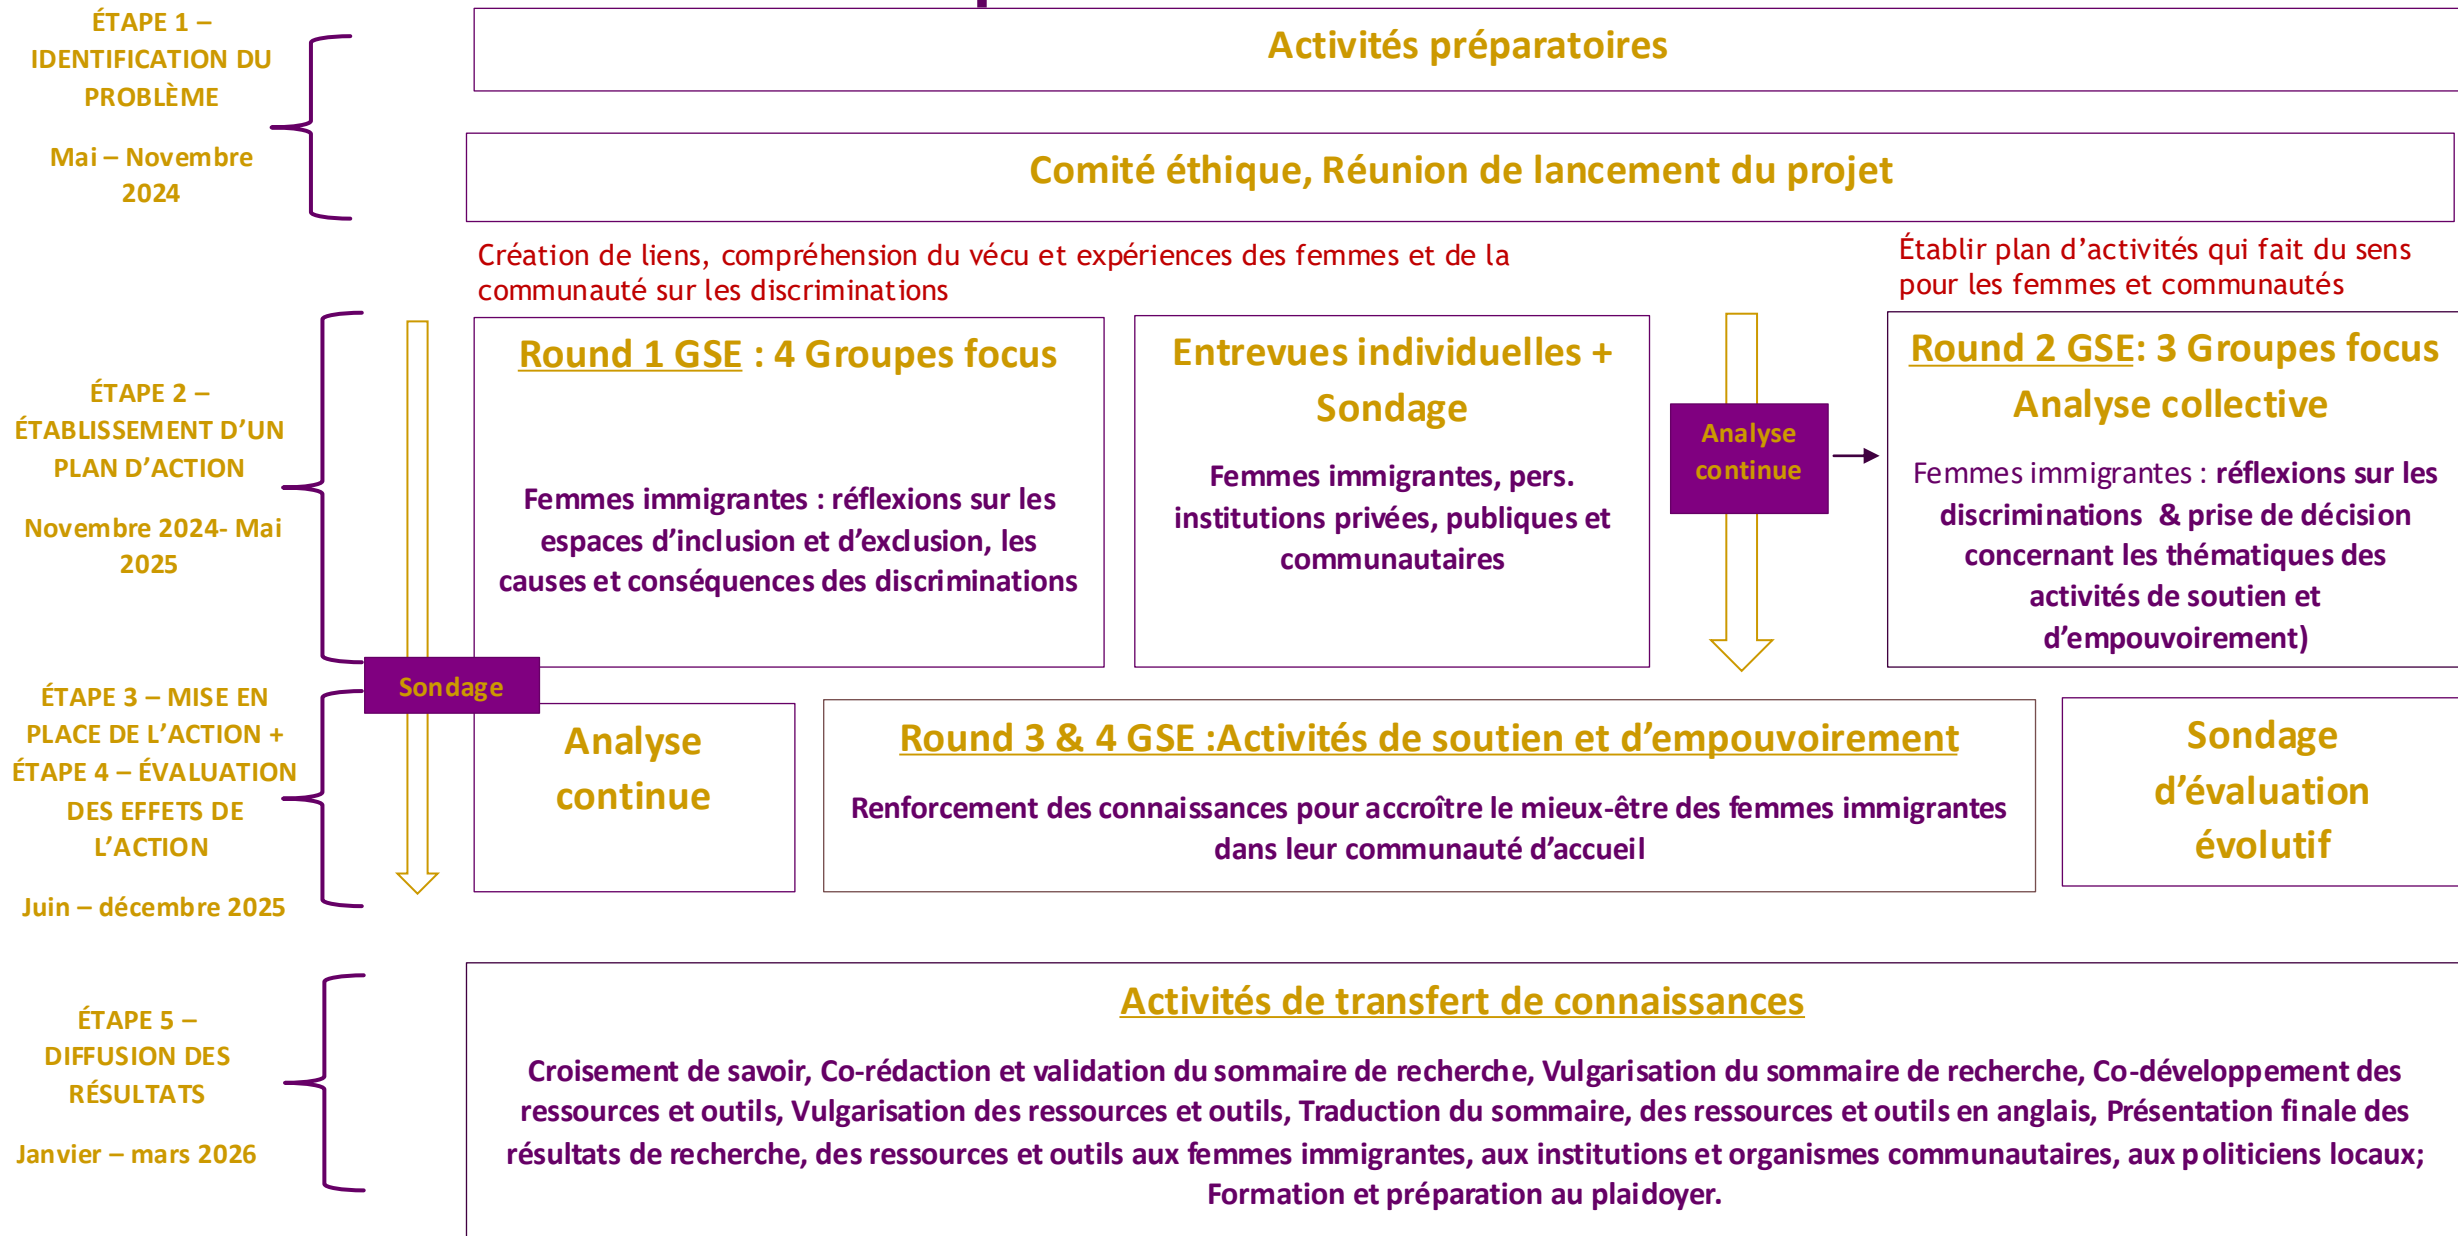 ÉTAPE 1 –
IDENTIFICATION DU
PROBLÈME
Mai – Novembre
2024
Activités préparatoires
Comité éthique, Réunion de lancement du projet
Création de liens, compréhension du vécu et expériences des femmes et de la
communauté sur les discriminations
Établir plan d’activités qui fait du sens
pour les femmes et communautés
ÉTAPE 2 –
ÉTABLISSEMENT D’UN
PLAN D’ACTION
Novembre 2024- Mai
2025
Round 1 GSE : 4 Groupes focus
Femmes immigrantes : réflexions sur les
espaces d’inclusion et d’exclusion, les
causes et conséquences des discriminations
Entrevues individuelles +
Sondage
Femmes immigrantes, pers.
institutions privées, publiques et
communautaires
Analyse
continue
Round 2 GSE: 3 Groupes focus
Analyse collective
Femmes immigrantes : réflexions sur les
discriminations & prise de décision
concernant les thématiques des
activités de soutien et
d’empouvoirement)
Sondage
ÉTAPE 3 – MISE EN
PLACE DE L’ACTION +
ÉTAPE 4 – ÉVALUATION
DES EFFETS DE
L’ACTION
Juin – décembre 2025
Analyse
continue
Round 3 & 4 GSE :Activités de soutien et d’empouvoirement
Renforcement des connaissances pour accroître le mieux-être des femmes immigrantes
dans leur communauté d’accueil
Sondage
d’évaluation
évolutif
ÉTAPE 5 –
DIFFUSION DES
RÉSULTATS
Janvier – mars 2026
Activités de transfert de connaissances
Croisement de savoir, Co-rédaction et validation du sommaire de recherche, Vulgarisation du sommaire de recherche, Co-développement des
ressources et outils, Vulgarisation des ressources et outils, Traduction du sommaire, des ressources et outils en anglais, Présentation finale des
résultats de recherche, des ressources et outils aux femmes immigrantes, aux institutions et organismes communautaires, aux politiciens locaux;
Formation et préparation au plaidoyer.